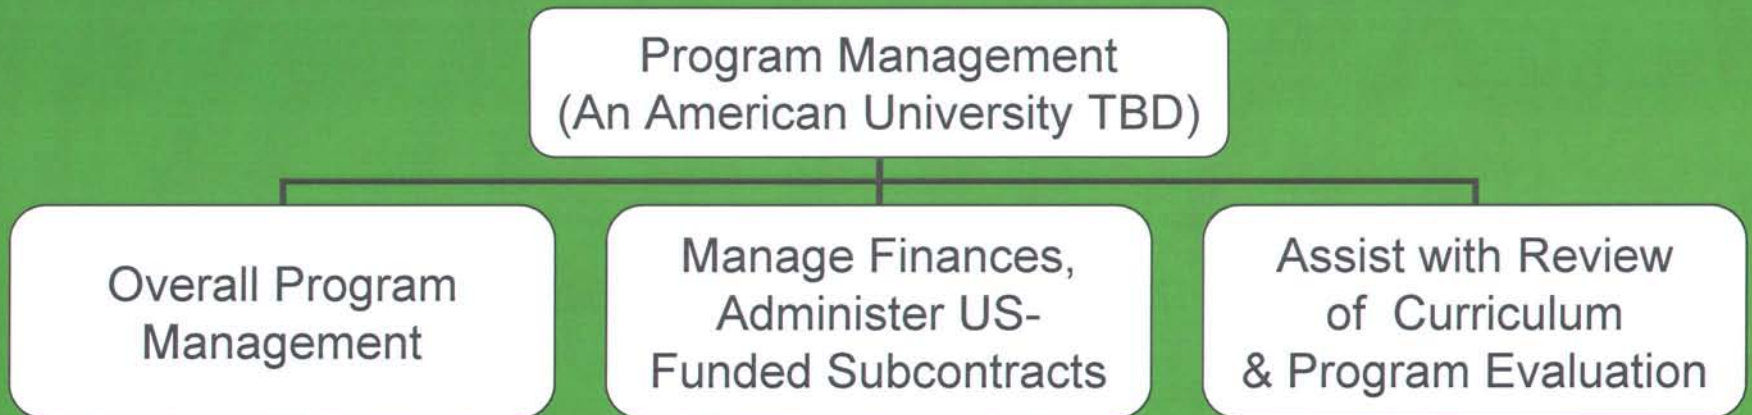 Program Management
(An American University TBD)
Overall Program
Management
Manage Finances,
Administer US-
Funded Subcontracts
Assist with Review
of Curriculum
& Program Evaluation